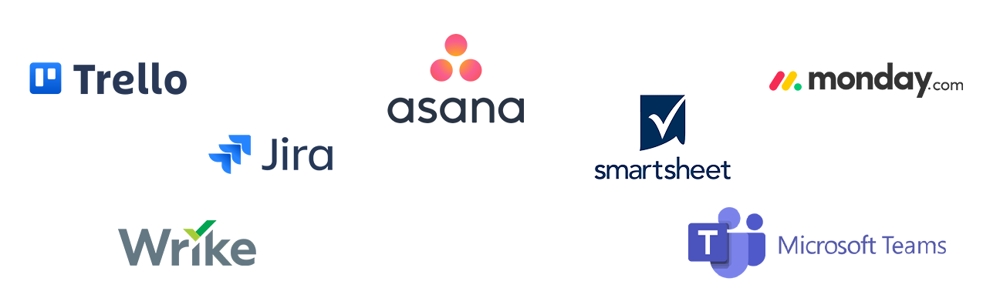 Trello
asana
monday.com
Jira
smartsheet
Wrike
T
Microsoft Teams